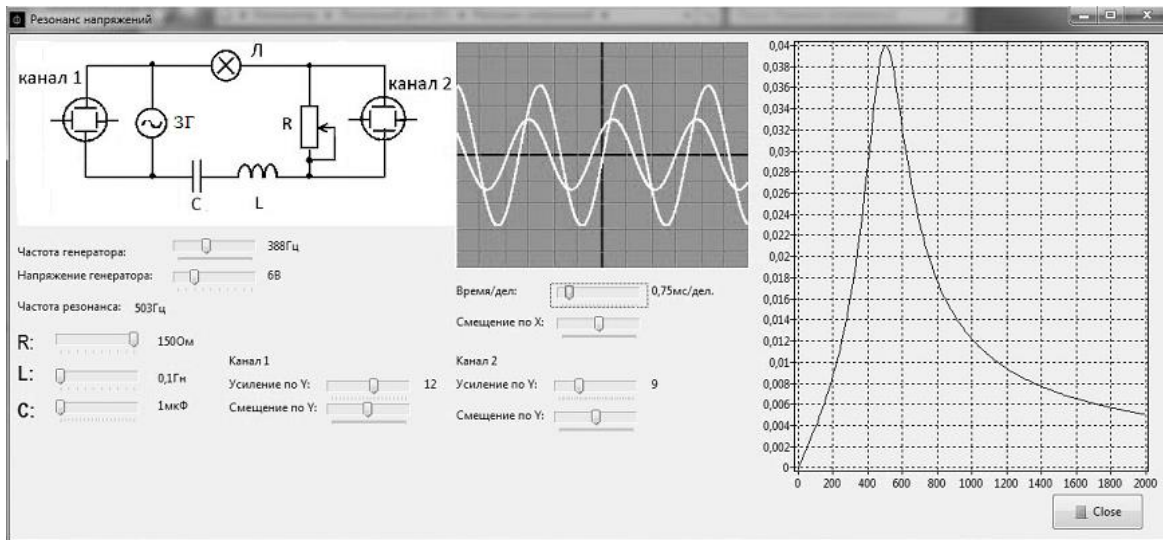 Резонанс напряжений
Close
Л
канал 1
канал 2
ЗГ
R
C
L
Частота генератора: 388Гц
Напряжение генератора: 6В
Частота резонанса: 503Гц
R: 150Ом
L: 0,1Гн
C: 1мкФ
Канал 1
Усиление по Y: 12
Смещение по Y:
Время/дел: 0,75мс/дел.
Смещение по X:
Канал 2
Усиление по Y: 9
Смещение по Y:
0,04
0,038
0,036
0,034
0,032
0,03
0,028
0,026
0,024
0,022
0,02
0,018
0,016
0,014
0,012
0,01
0,008
0,006
0,004
0,002
0
0 200 400 600 800 1000 1200 1400 1600 1800 2000